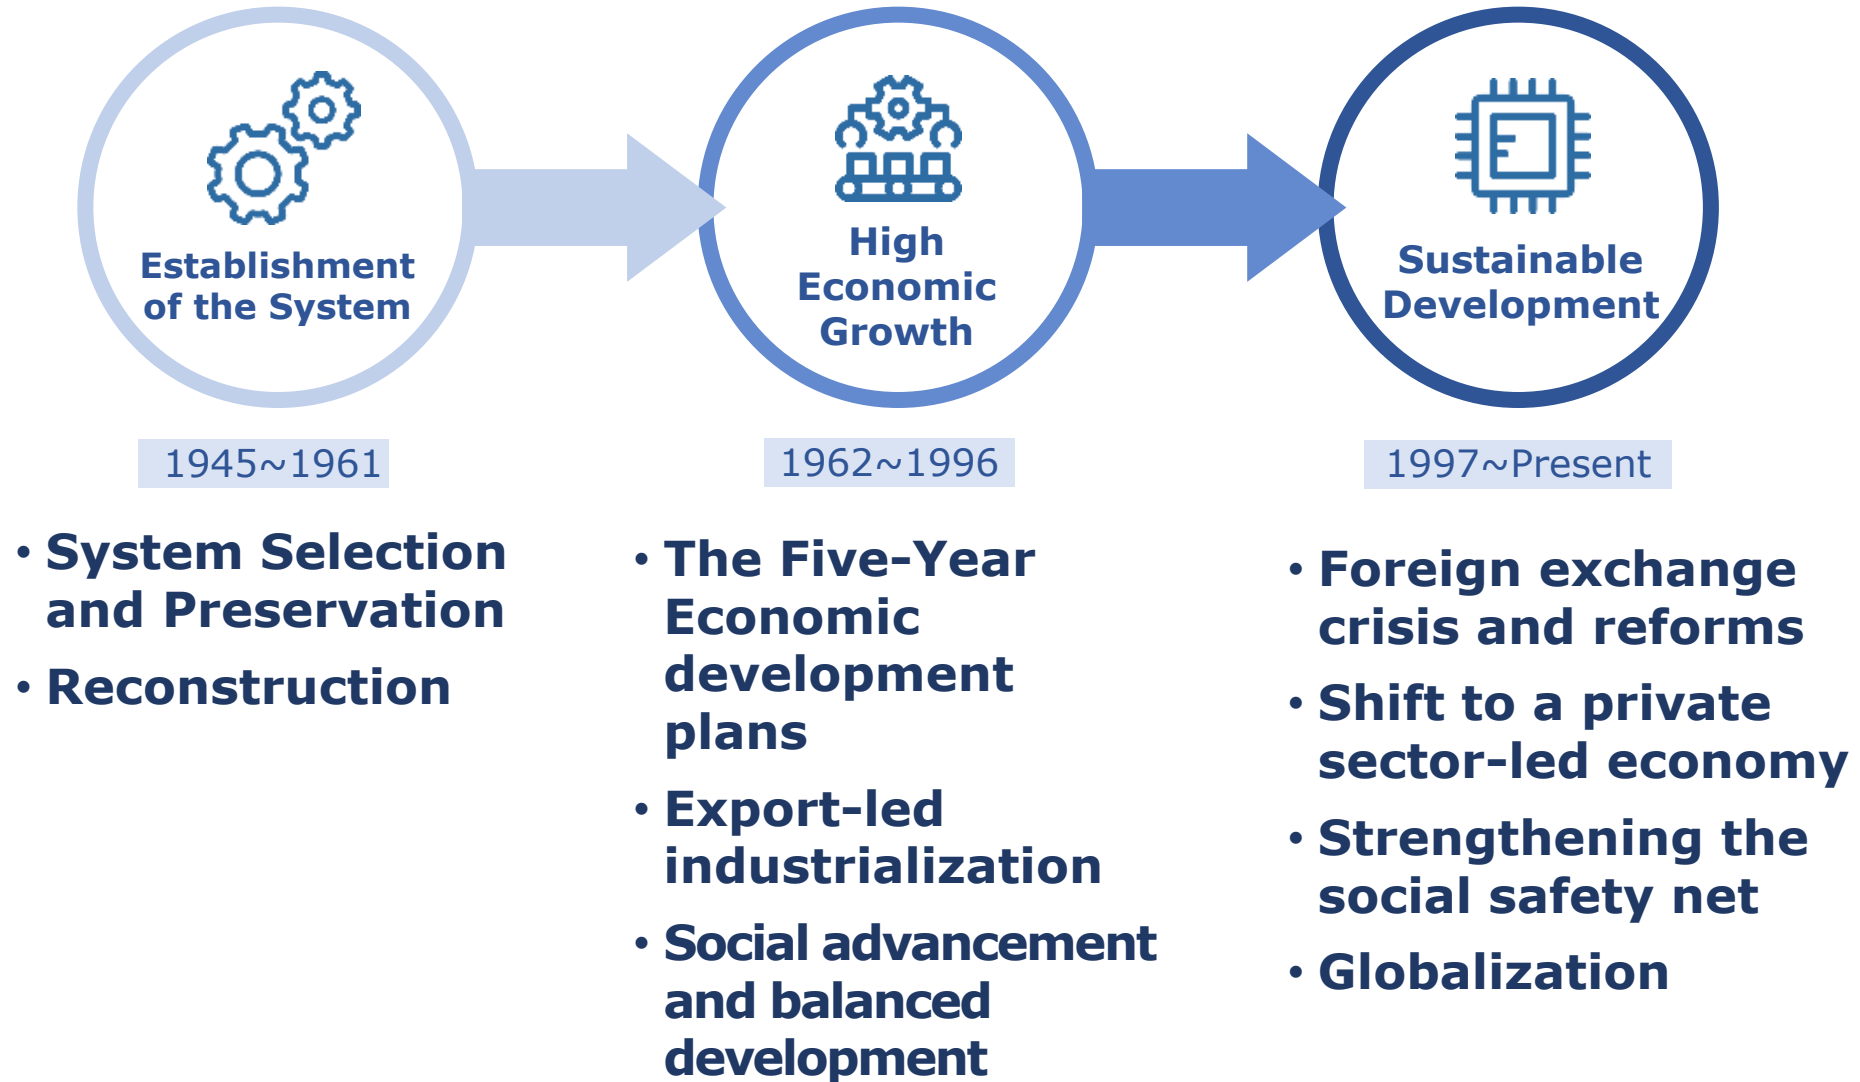 Establishment
of the System
High
Economic
Growth
Sustainable
Development
1945~1961
1962~1996
1997~Present
• System Selection
and Preservation
• Reconstruction
• The Five-Year
Economic
development
plans
• Export-led
industrialization
• Social advancement
and balanced
development
• Foreign exchange
crisis and reforms
• Shift to a private
sector-led economy
• Strengthening the
social safety net
• Globalization